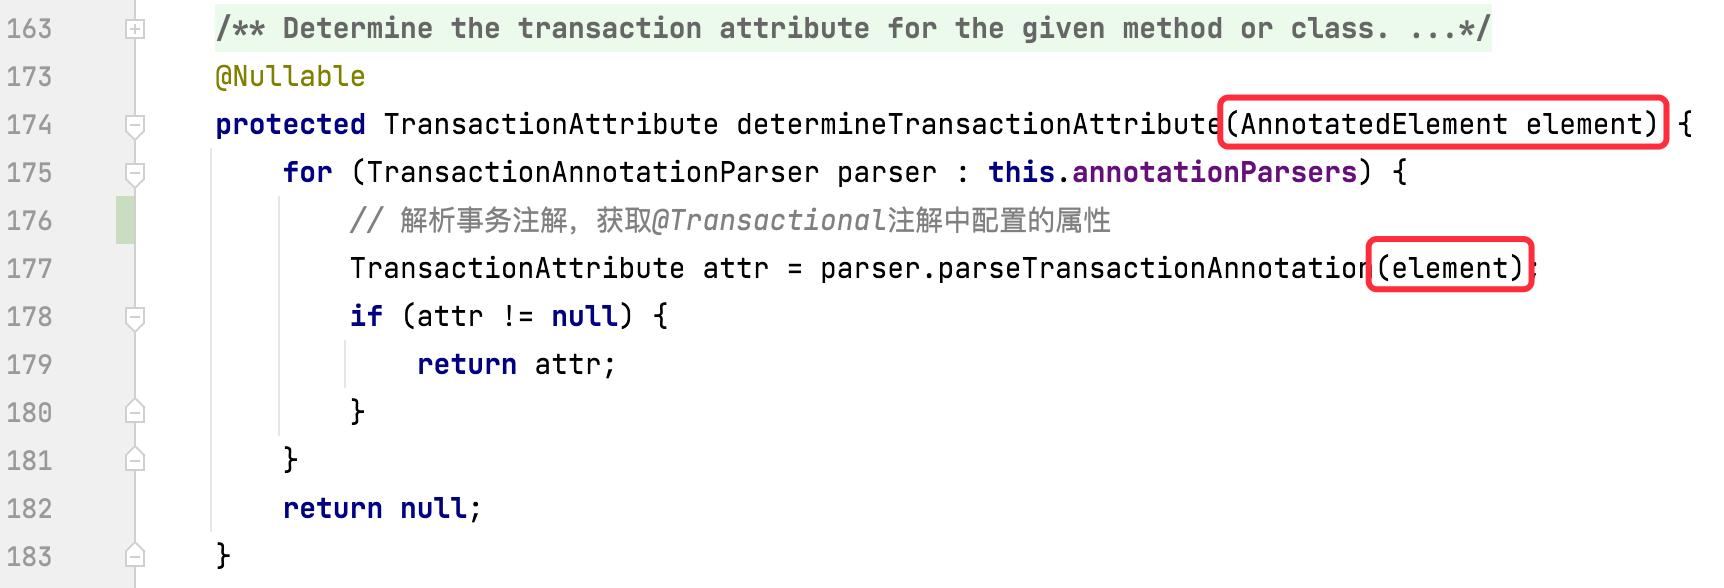 163 /** Determine the transaction attribute for the given method or class. ...*/
173 @Nullable
174 protected TransactionAttribute determineTransactionAttribute(AnnotatedElement element) {
175 for (TransactionAnnotationParser parser : this.annotationParsers) {
176 // 解析事务注解，获取@Transactional注解中配置的属性
177 TransactionAttribute attr = parser.parseTransactionAnnotation(element);
178 if (attr != null) {
179 return attr;
180 }
181 }
182 return null;
183 }